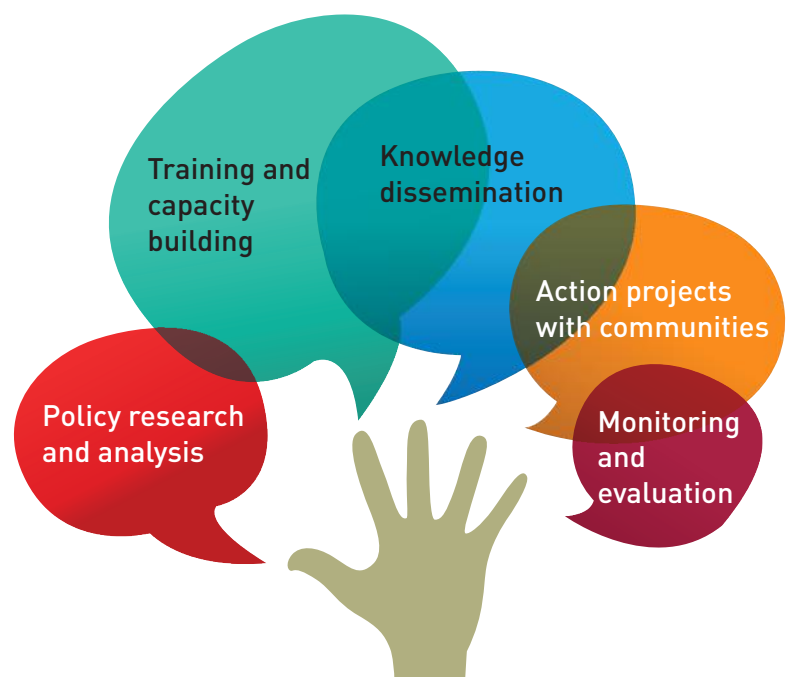 Training and
capacity
building
Knowledge
dissemination
Action projects
with communities
Policy research
and analysis
Monitoring
and
evaluation